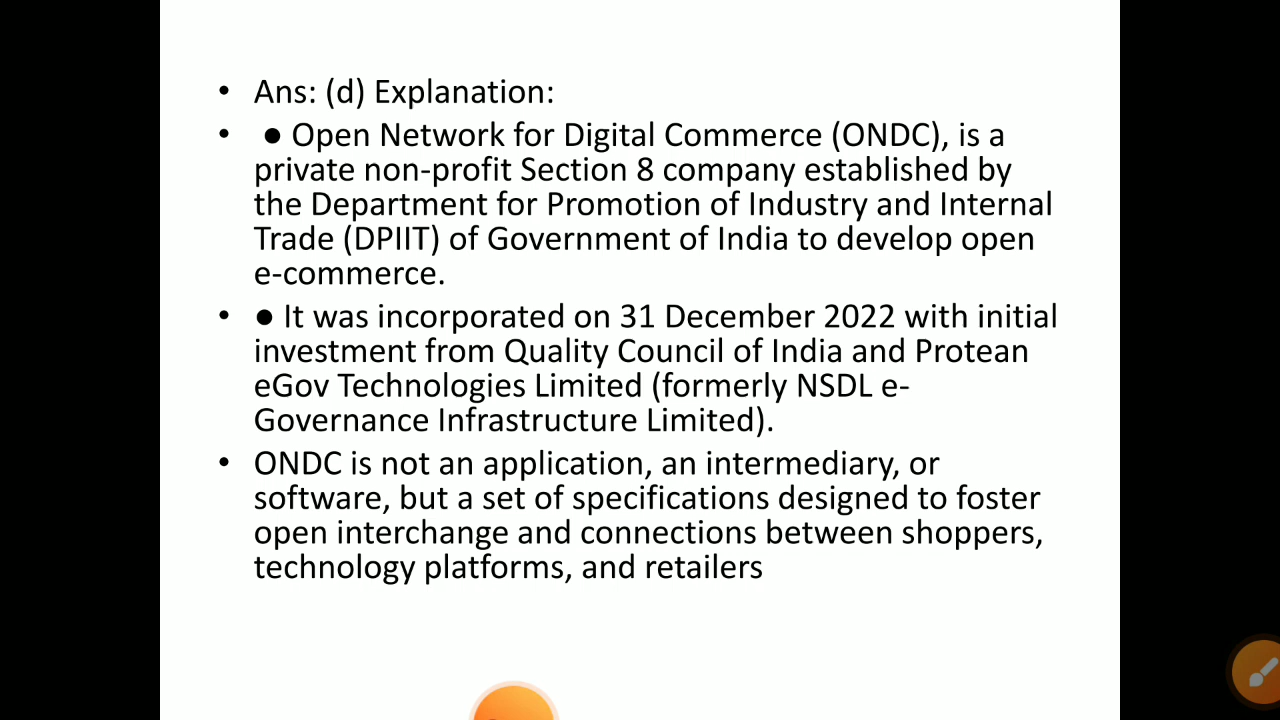 • Ans: (d) Explanation:
• ● Open Network for Digital Commerce (ONDC), is a
private non-profit Section 8 company established by
the Department for Promotion of Industry and Internal
Trade (DPIIT) of Government of India to develop open
e-commerce.
• ● It was incorporated on 31 December 2022 with initial
investment from Quality Council of India and Protean
eGov Technologies Limited (formerly NSDL e-
Governance Infrastructure Limited).
• ONDC is not an application, an intermediary, or
software, but a set of specifications designed to foster
open interchange and connections between shoppers,
technology platforms, and retailers